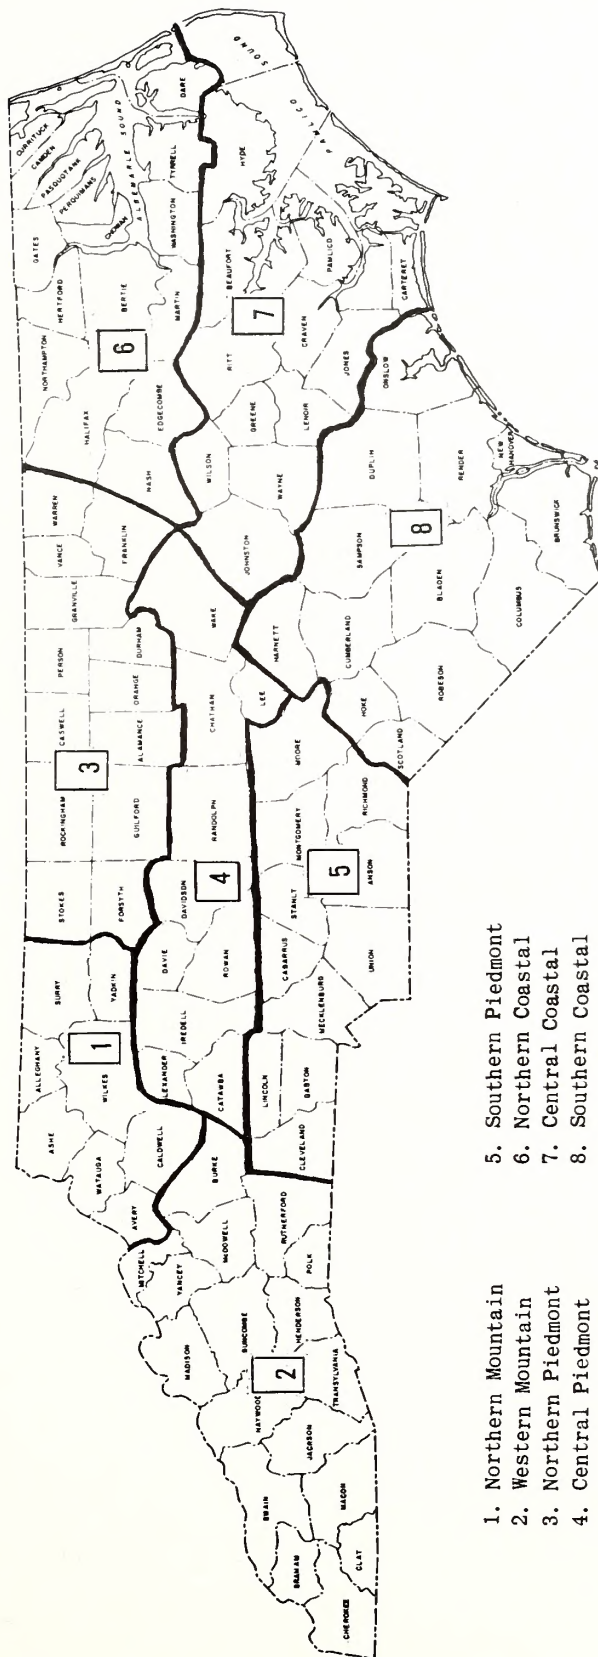 ALLEGHANY
ASHE
SURRY
WATAUGA
WILKES
YADKIN
AVERY
CALDWELL
1
MITCHELL
YANCEY
MADISON
BURKE
McDOWELL
BUNCOMBE
RUTHERFORD
HAYWOOD
HENDERSON
POLK
SWAIN
JACKSON
TRANSYLVANIA
GRAHAM
MACON
CHEROKEE
CLAY
2
STOKES
ROCKINGHAM
CASWELL
PERSON
GRANVILLE
VANCE
WARREN
FORSYTH
GUILFORD
ALAMANCE
ORANGE
DURHAM
FRANKLIN
3
ALEXANDER
IREDELL
DAVIE
DAVIDSON
RANDOLPH
CHATHAM
WAKE
CATAWBA
ROWAN
LEE
4
LINCOLN
CLEVELAND
GASTON
CABARRUS
MECKLENBURG
STANLY
MONTGOMERY
MOORE
UNION
ANSON
RICHMOND
5
NORTHAMPTON
GATES
CURRITUCK
CAMDEN
PASQUOTANK
PERQUIMANS
CHOWAN
HERTFORD
HALIFAX
BERTIE
ALBEMARLE SOUND
NASH
EDGECOMBE
MARTIN
WASHINGTON
TYRRELL
DARE
6
WILSON
PITT
BEAUFORT
HYDE
JOHNSTON
GREENE
WAYNE
LENOIR
CRAVEN
PAMLICO
JONES
CARTERET
PAMLICO SOUND
7
HARNETT
SAMPSON
DUPLIN
ONSLOW
HOKE
CUMBERLAND
SCOTLAND
ROBESON
BLADEN
PENDER
NEW HANOVER
COLUMBUS
BRUNSWICK
8
1. Northern Mountain
2. Western Mountain
3. Northern Piedmont
4. Central Piedmont
5. Southern Piedmont
6. Northern Coastal
7. Central Coastal
8. Southern Coastal